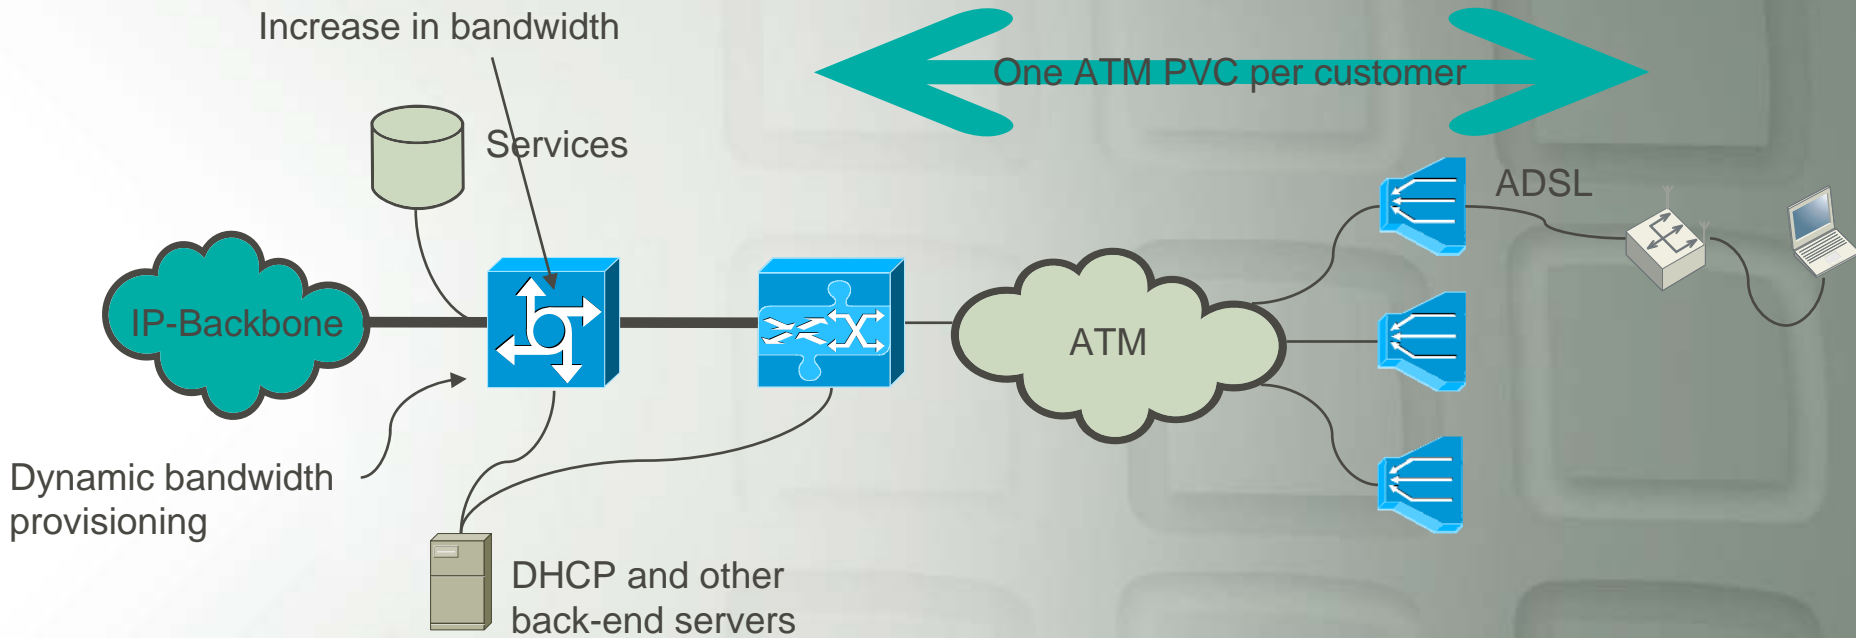 Increase in bandwidth
One ATM PVC per customer
Services
ADSL
IP-Backbone
ATM
Dynamic bandwidth
provisioning
DHCP and other
back-end servers